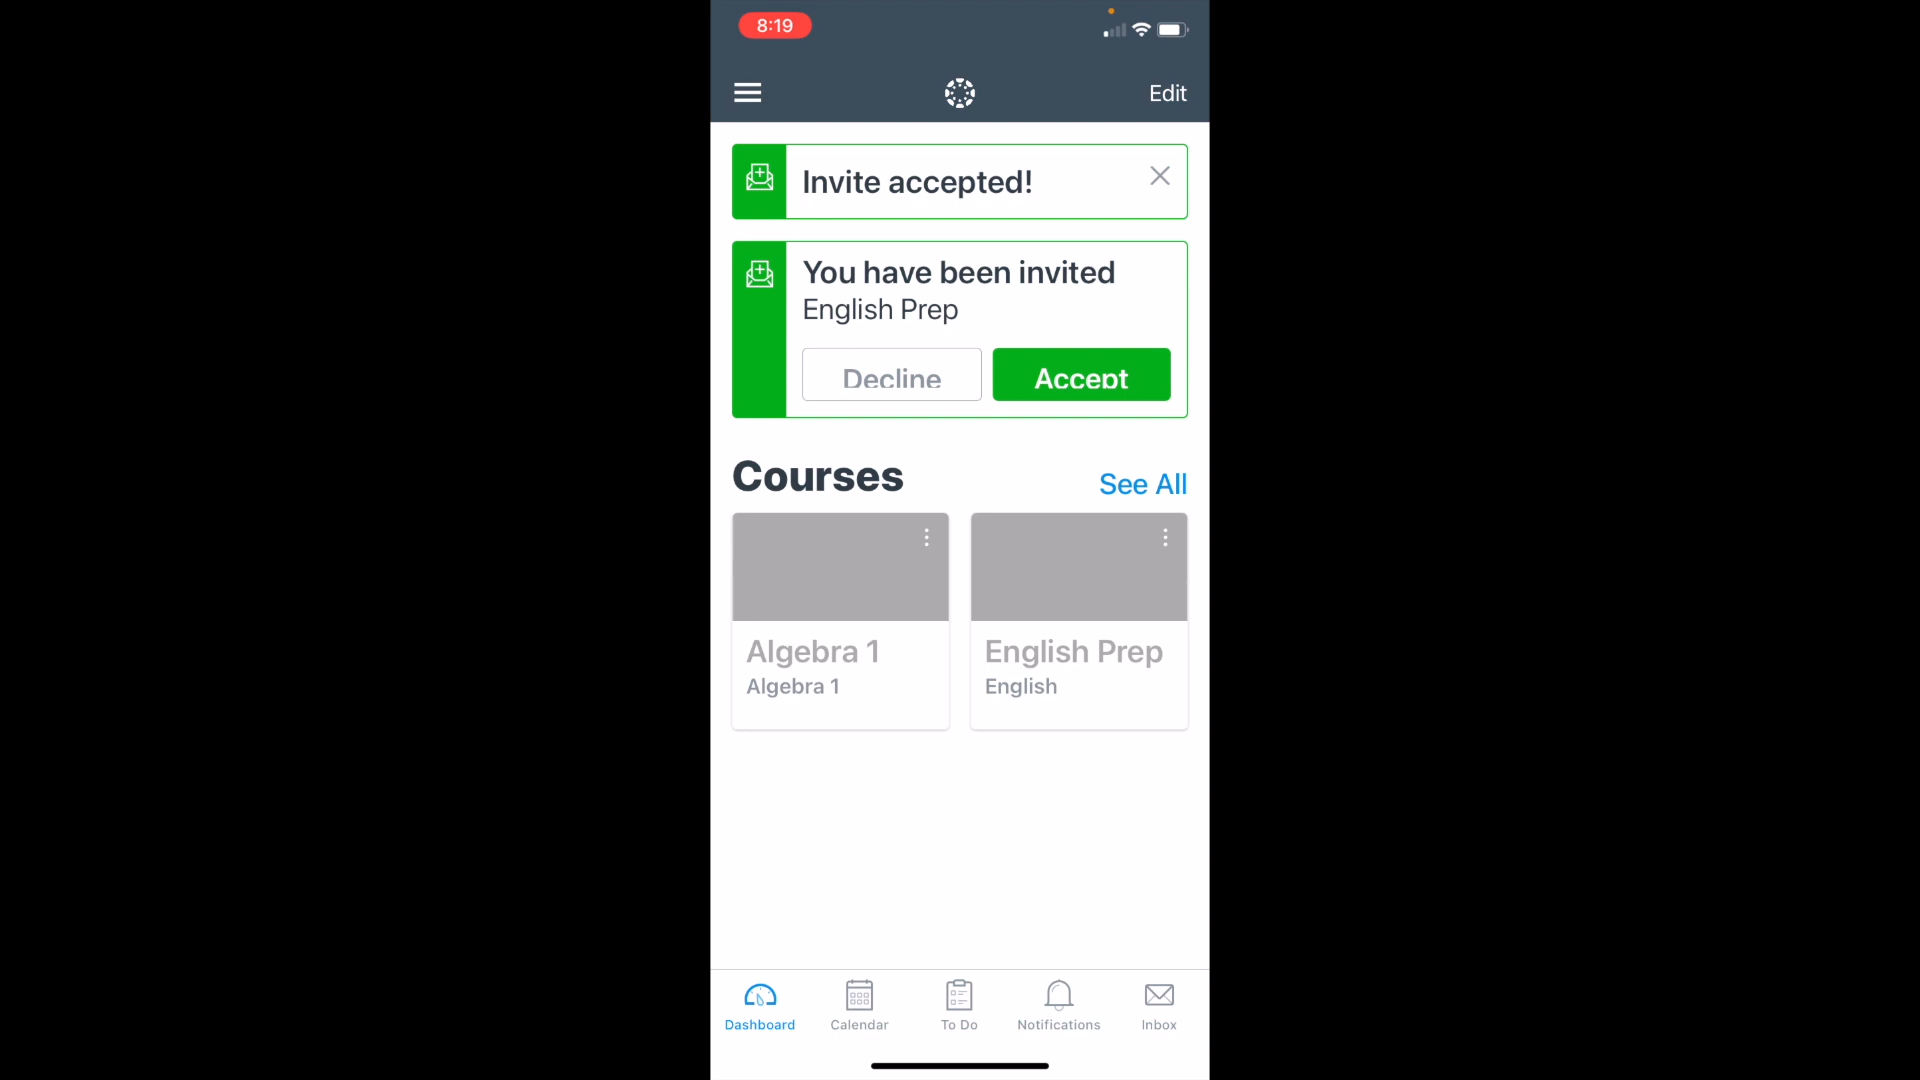 8:19
Edit
Invite accepted!
You have been invited
English Prep
Decline
Accept
Courses
See All
Algebra 1
Algebra 1
English Prep
English
Dashboard
Calendar
To Do
Notifications
Inbox